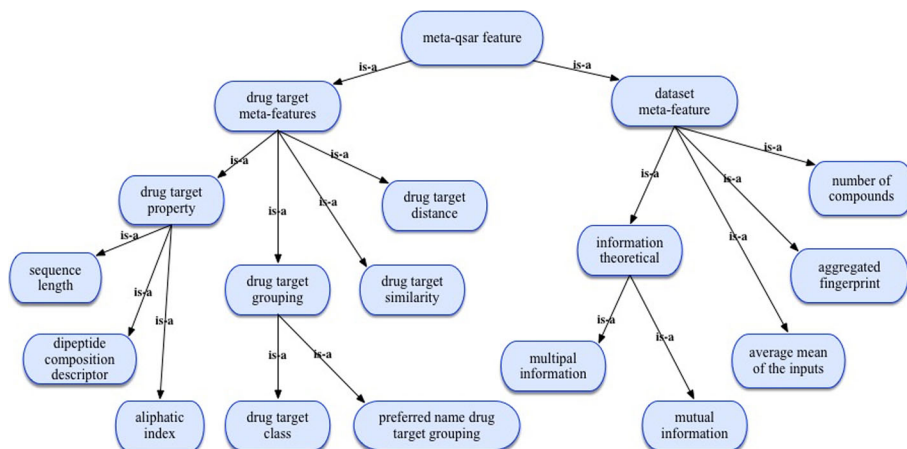 meta-qsar feature
is-a
is-a
drug target
meta-features
dataset
meta-feature
is-a
is-a
is-a
is-a
is-a
is-a
is-a
is-a
drug target
property
drug target
distance
number of
compounds
is-a
is-a
is-a
information
theoretical
sequence
length
drug target
grouping
drug target
similarity
aggregated
fingerprint
is-a
is-a
is-a
is-a
dipeptide
composition
descriptor
multipal
information
average mean
of the inputs
aliphatic
index
drug target
class
preferred name drug
target grouping
mutual
information